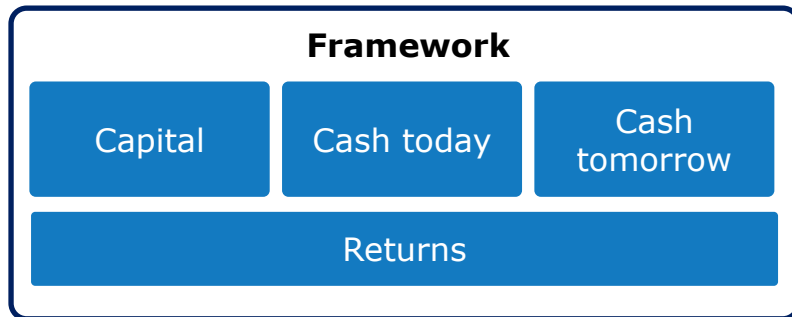 Framework
Capital
Cash today
Cash
tomorrow
Returns